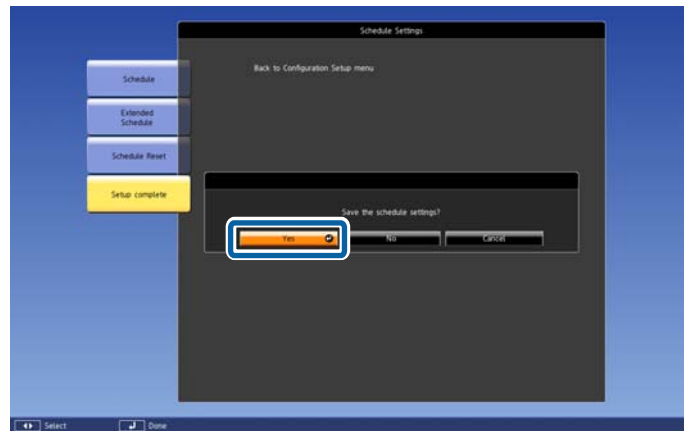 Schedule Settings
Back to Configuration Setup menu
Schedule
Extended
Schedule
Schedule Reset
Setup complete
Save the schedule settings?
Yes
No
Cancel
Select
Done